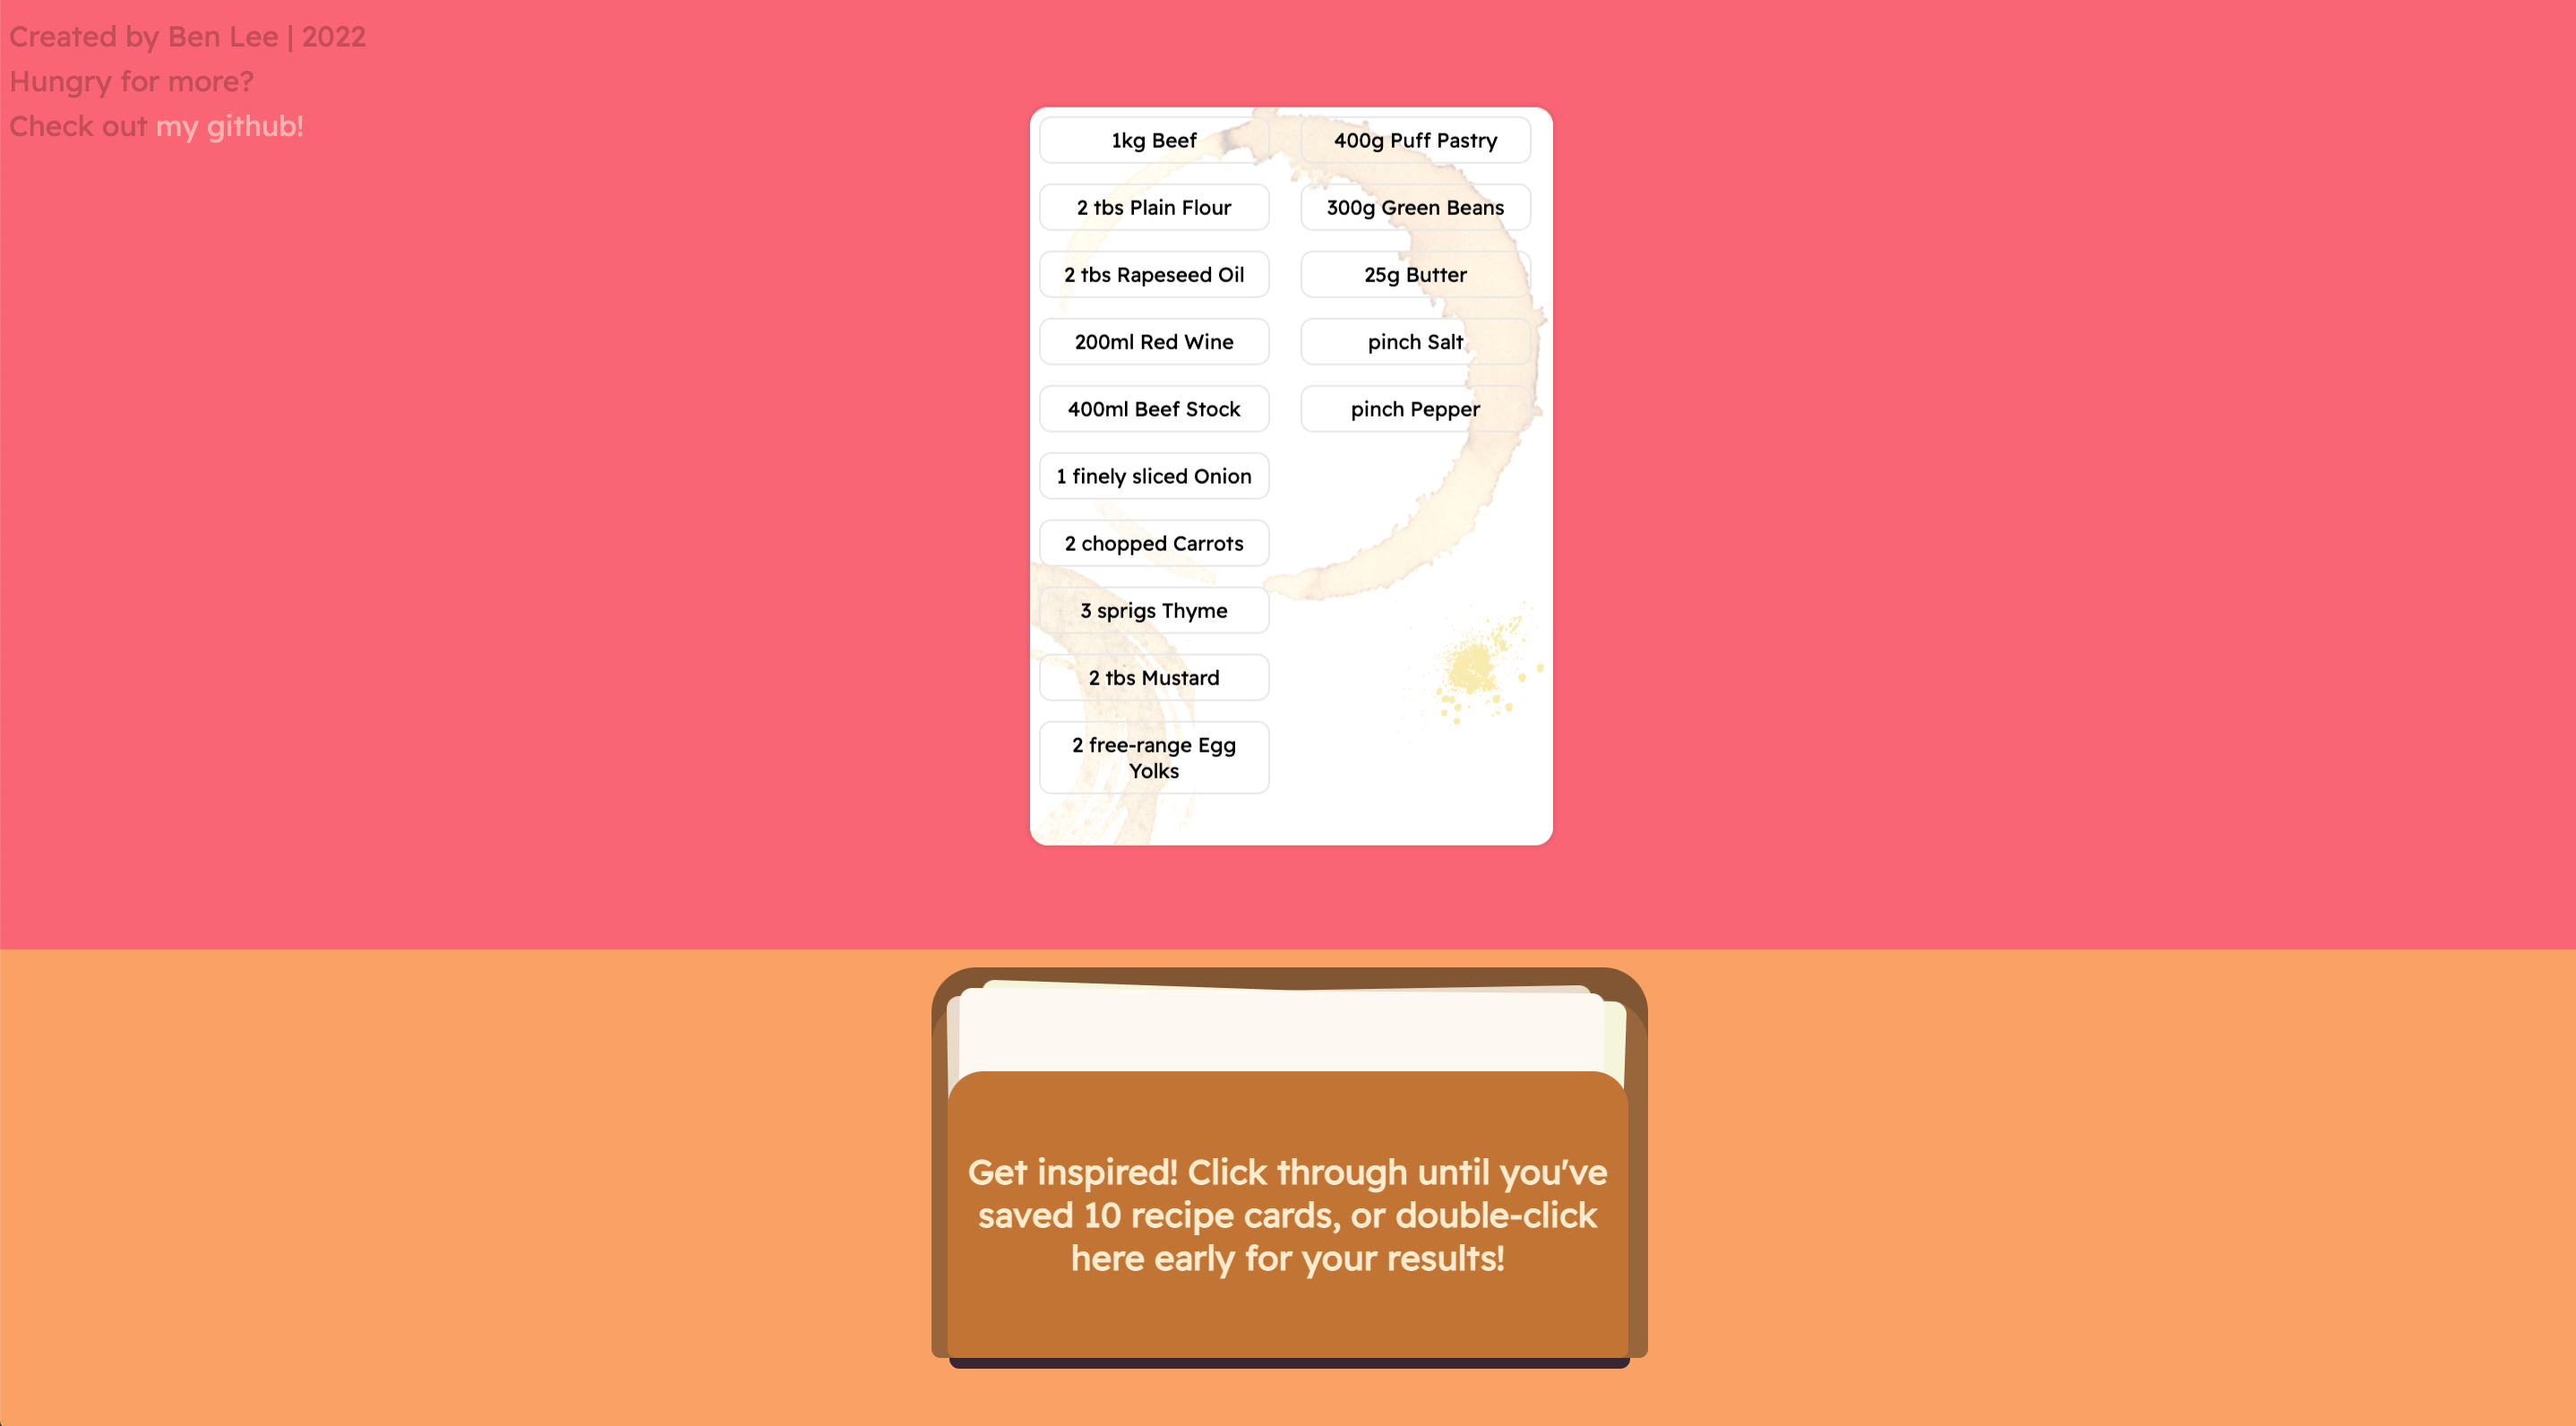 Created by Ben Lee | 2022
Hungry for more?
Check out my github!
1kg Beef
2 tbs Plain Flour
2 tbs Rapeseed Oil
200ml Red Wine
400ml Beef Stock
1 finely sliced Onion
2 chopped Carrots
3 sprigs Thyme
2 tbs Mustard
2 free-range Egg
Yolks
400g Puff Pastry
300g Green Beans
25g Butter
pinch Salt
pinch Pepper
Get inspired! Click through until you've
saved 10 recipe cards, or double-click
here early for your results!